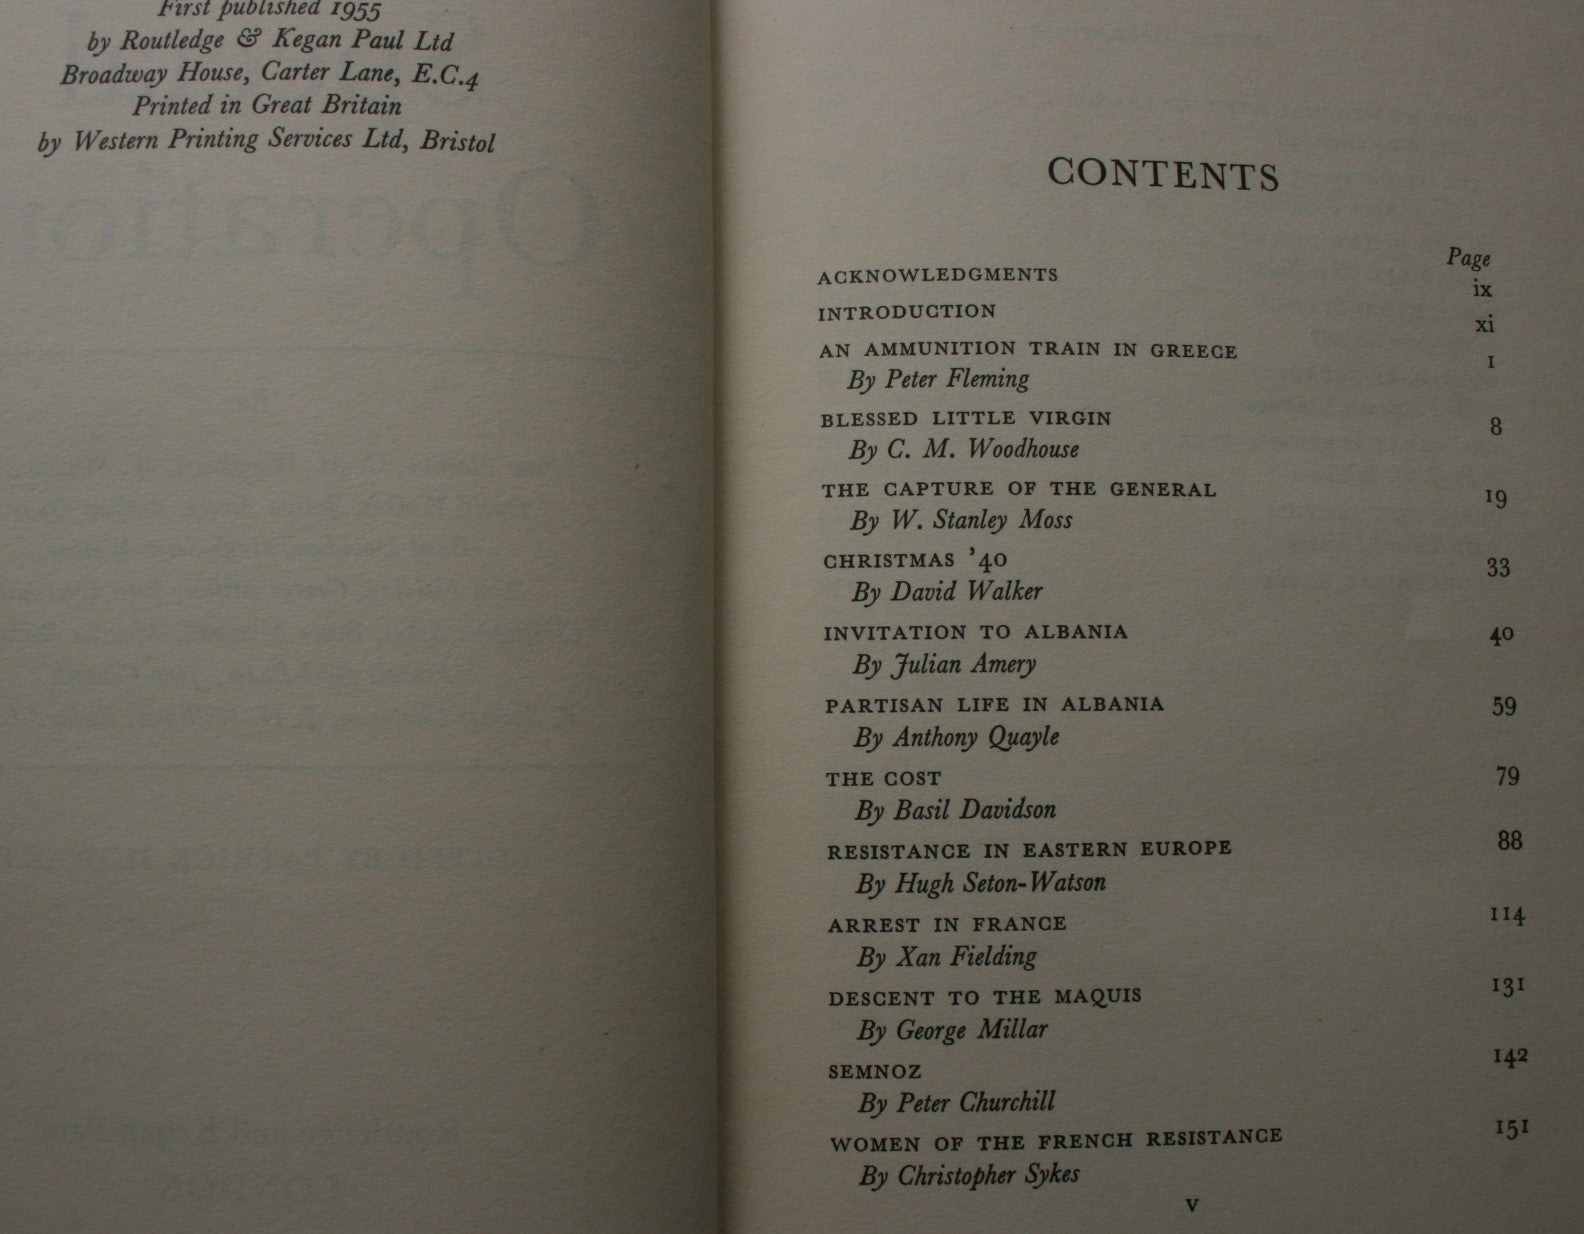 First published 1955
by Routledge & Kegan Paul Ltd
Broadway House, Carter Lane, E.C.4
Printed in Great Britain
by Western Printing Services Ltd, Bristol
CONTENTS
Page
ACKNOWLEDGMENTS ix
INTRODUCTION xi
AN AMMUNITION TRAIN IN GREECE 1
By Peter Fleming
BLESSED LITTLE VIRGIN 8
By C. M. Woodhouse
THE CAPTURE OF THE GENERAL 19
By W. Stanley Moss
CHRISTMAS '40 33
By David Walker
INVITATION TO ALBANIA 40
By Julian Amery
PARTISAN LIFE IN ALBANIA 59
By Anthony Quayle
THE COST 79
By Basil Davidson
RESISTANCE IN EASTERN EUROPE 88
By Hugh Seton-Watson
ARREST IN FRANCE 114
By Xan Fielding
DESCENT TO THE MAQUIS 131
By George Millar
SEMNOZ 142
By Peter Churchill
WOMEN OF THE FRENCH RESISTANCE 151
By Christopher Sykes
v